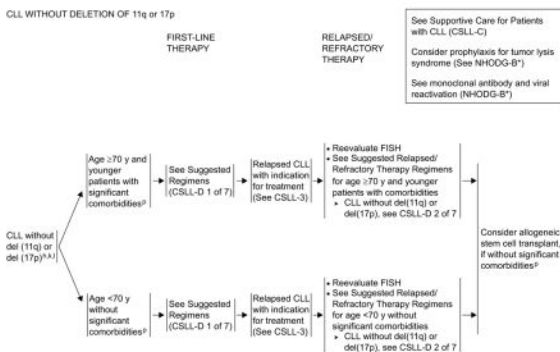 CLL WITHOUT DELETION OF 11q or 17p
FIRST-LINE
THERAPY
RELAPSED/
REFRACTORY
THERAPY
See Supportive Care for Patients
with CLL (CSLL-C)
Consider prophylaxis for tumor lysis
syndrome (See NHODG-B*)
See monoclonal antibody and viral
reactivation (NHODG-B*)
CLL without
del (11q) or
del (17p)h,k,l
Age ≥70 y and
younger
patients with
significant
comorbiditiesp
See Suggested
Regimens
(CSLL-D 1 of 7)
Relapsed CLL
with indication
for treatment
(See CSLL-3)
• Reevaluate FISH
• See Suggested Relapsed/
Refractory Therapy Regimens
for age ≥70 y and younger
patients with comorbidities
➤ CLL without del(11q) or
del(17p), see CSLL-D 2 of 7
Age <70 y
without
significant
comorbiditiesp
See Suggested
Regimens
(CSLL-D 1 of 7)
Relapsed CLL
with indication
for treatment
(See CSLL-3)
• Reevaluate FISH
• See Suggested Relapsed/
Refractory Therapy Regimens
for age <70 y without
significant comorbidities
➤ CLL without del(11q) or
del(17p), see CSLL-D 2 of 7
Consider allogeneic
stem cell transplant,
if without significant
comorbiditiesp